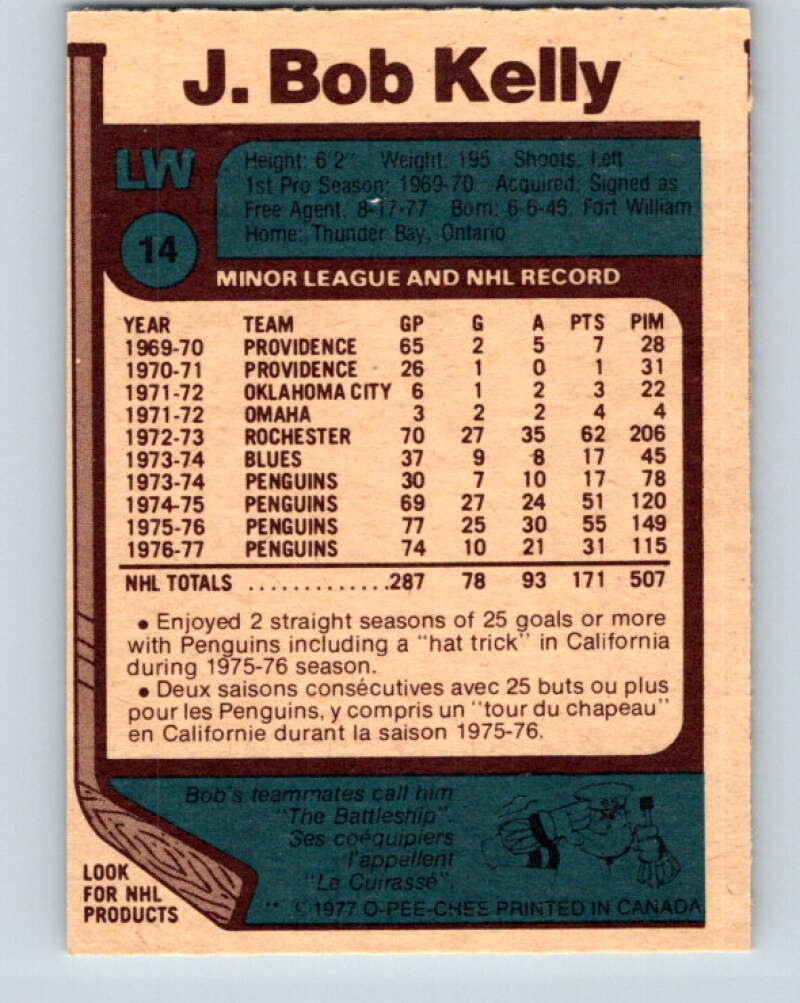 J. Bob Kelly
LW
Height: 6'2" Weight: 195 Shoots: Left
1st Pro Season: 1969-70 Acquired: Signed as
Free Agent, 8-17-77 Born: 6-6-46, Fort William
Home: Thunder Bay, Ontario
14
MINOR LEAGUE AND NHL RECORD
YEAR TEAM GP G A PTS PIM
1969-70 PROVIDENCE 65 2 5 7 28
1970-71 PROVIDENCE 26 1 0 1 31
1971-72 OKLAHOMA CITY 6 1 2 3 22
1971-72 OMAHA 3 2 2 4 4
1972-73 ROCHESTER 70 27 35 62 206
1973-74 BLUES 37 9 8 17 45
1973-74 PENGUINS 30 7 10 17 78
1974-75 PENGUINS 69 27 24 51 120
1975-76 PENGUINS 77 25 30 55 149
1976-77 PENGUINS 74 10 21 31 115
NHL TOTALS .............287 78 93 171 507
• Enjoyed 2 straight seasons of 25 goals or more
with Penguins including a "hat trick" in California
during 1975-76 season.
• Deux saisons consécutives avec 25 buts ou plus
pour les Penguins, y compris un "tour du chapeau"
en Californie durant la saison 1975-76.
Bob's teammates call him
"The Battleship".
Ses coéquipiers
l'appellent
"Le Cuirassé".
LOOK
FOR NHL
PRODUCTS
** © 1977 O-PEE-CHEE PRINTED IN CANADA